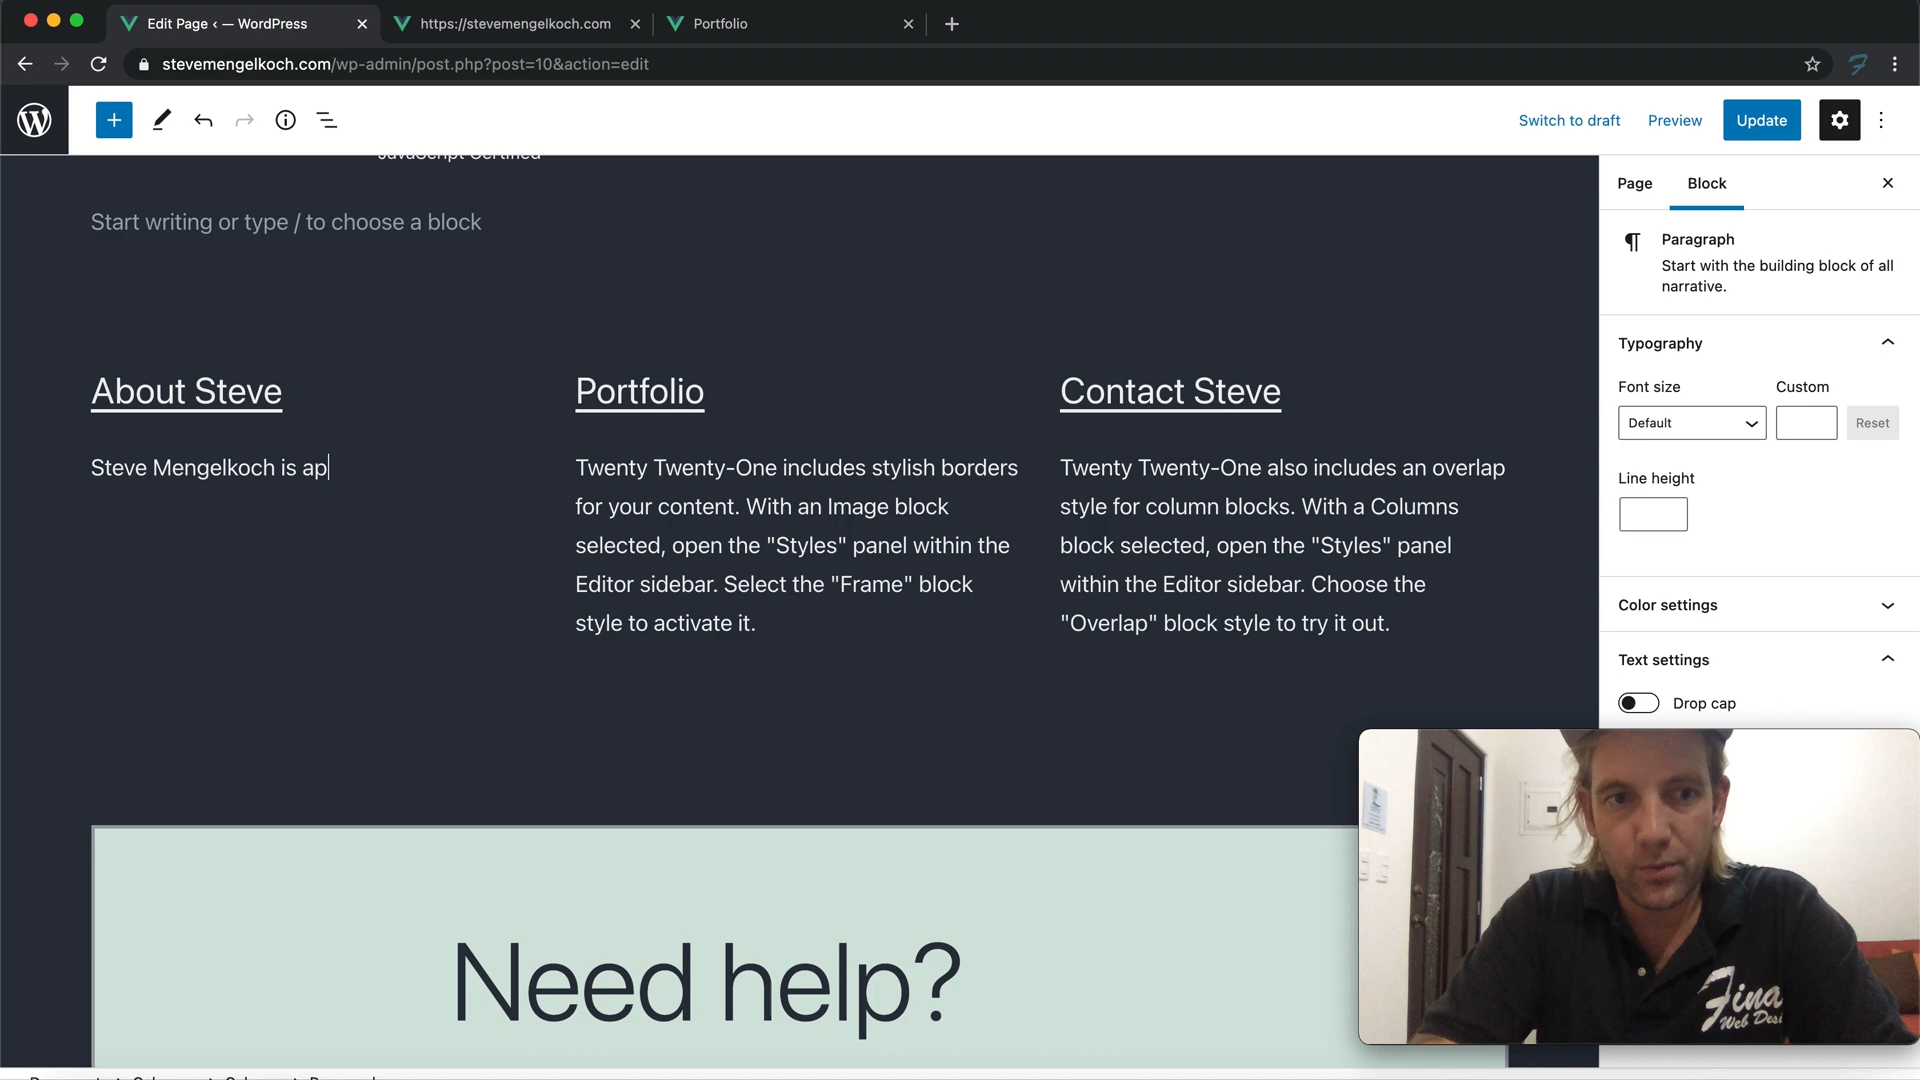 Edit Page ‹ — WordPress
https://stevemengelkoch.com
Portfolio
stevemengelkoch.com/wp-admin/post.php?post=10&action=edit
Switch to draft
Preview
Update
JavaScript Certified
Start writing or type / to choose a block
About Steve
Steve Mengelkoch is ap
Portfolio
Twenty Twenty-One includes stylish borders
for your content. With an Image block
selected, open the "Styles" panel within the
Editor sidebar. Select the "Frame" block
style to activate it.
Contact Steve
Twenty Twenty-One also includes an overlap
style for column blocks. With a Columns
block selected, open the "Styles" panel
within the Editor sidebar. Choose the
"Overlap" block style to try it out.
Need help?
Page
Block
Paragraph
Start with the building block of all
narrative.
Typography
Font size
Custom
Default
Reset
Line height
Color settings
Text settings
Drop cap
Fina
Web Desi